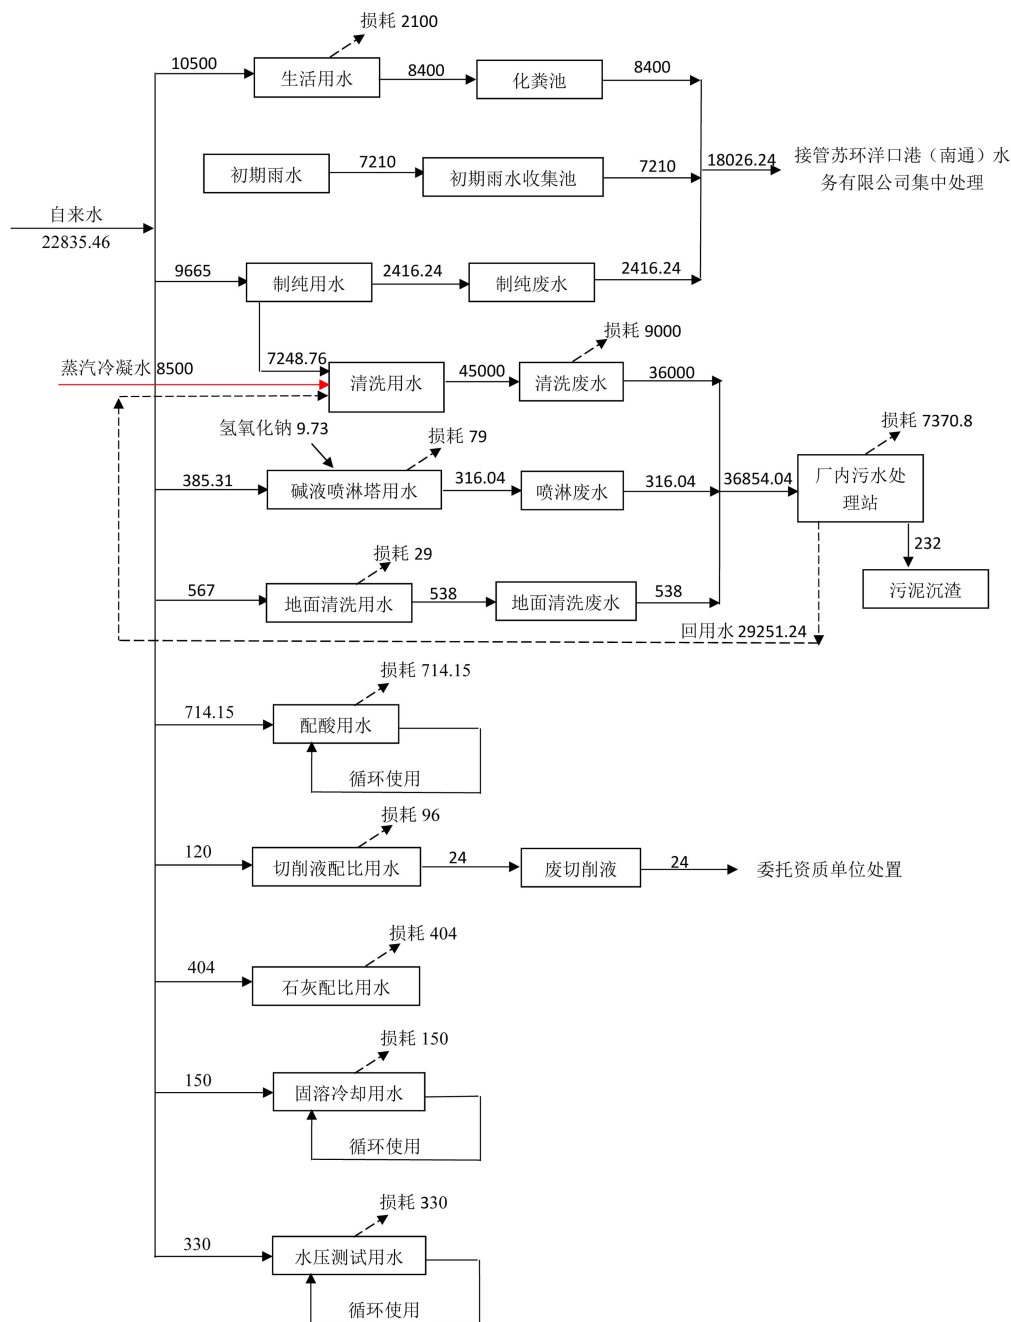 损耗 2100
10500
生活用水
8400
化粪池
8400
初期雨水
7210
初期雨水收集池
7210
18026.24
接管苏环洋口港（南通）水
务有限公司集中处理
自来水
22835.46
9665
制纯用水
2416.24
制纯废水
2416.24
7248.76
损耗 9000
蒸汽冷凝水 8500
清洗用水
45000
清洗废水
36000
氢氧化钠 9.73
损耗 79
损耗 7370.8
385.31
碱液喷淋塔用水
316.04
喷淋废水
316.04
36854.04
厂内污水处
理站
232
污泥沉渣
损耗 29
567
地面清洗用水
538
地面清洗废水
538
回用水 29251.24
损耗 714.15
714.15
配酸用水
循环使用
损耗 96
120
切削液配比用水
24
废切削液
24
委托资质单位处置
损耗 404
404
石灰配比用水
损耗 150
150
固溶冷却用水
循环使用
损耗 330
330
水压测试用水
循环使用